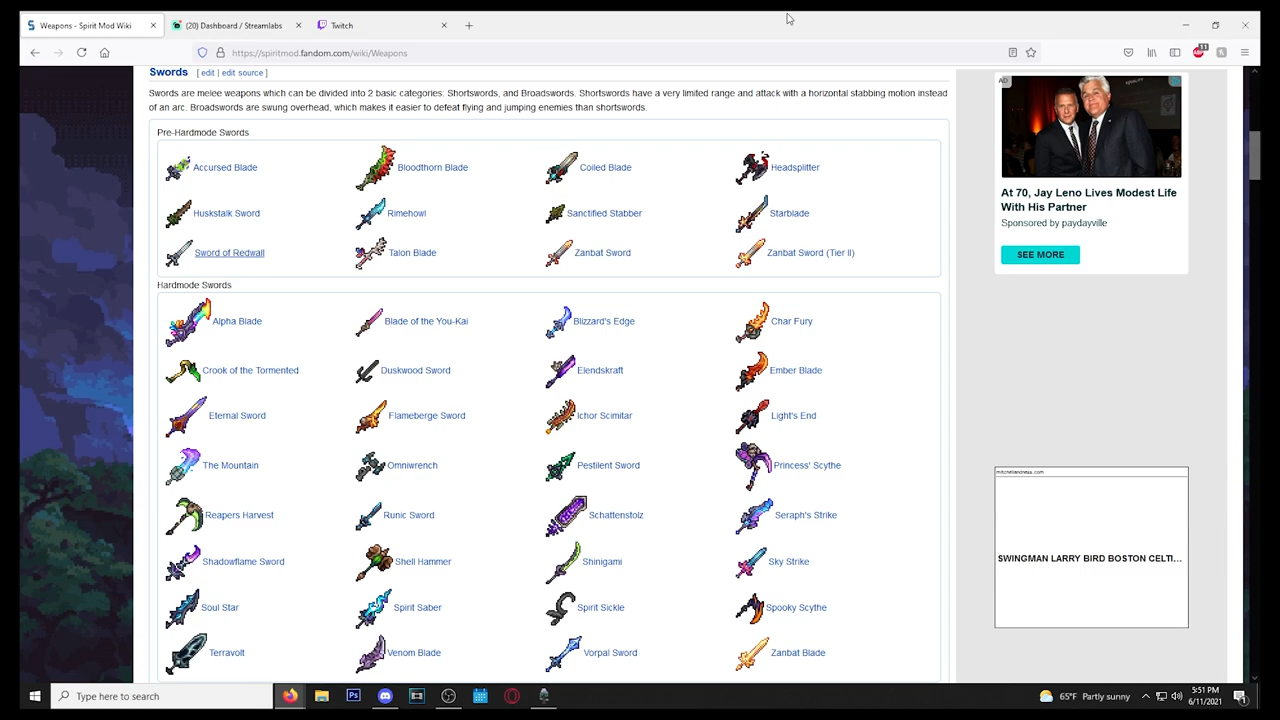 Weapons - Spirit Mod Wiki
(20) Dashboard / Streamlabs
Twitch
https://spiritmod.fandom.com/wiki/Weapons
Swords [ edit | edit source ]
Swords are melee weapons which can be divided into 2 basic categories: Shortswords, and Broadswords. Shortswords have a very limited range and attack with a horizontal stabbing motion instead
of an arc. Broadswords are swung overhead, which makes it easier to defeat flying and jumping enemies than shortswords.
Pre-Hardmode Swords
Accursed Blade Bloodthorn Blade Coiled Blade Headsplitter
Huskstalk Sword Rimehowl Sanctified Stabber Starblade
Sword of Redwall Talon Blade Zanbat Sword Zanbat Sword (Tier II)
Hardmode Swords
Alpha Blade Blade of the You-Kai Blizzard's Edge Char Fury
Crook of the Tormented Duskwood Sword Elendskraft Ember Blade
Eternal Sword Flameberge Sword Ichor Scimitar Light's End
The Mountain Omniwrench Pestilent Sword Princess' Scythe
Reapers Harvest Runic Sword Schattenstolz Seraph's Strike
Shadowflame Sword Shell Hammer Shinigami Sky Strike
Soul Star Spirit Saber Spirit Sickle Spooky Scythe
Terravolt Venom Blade Vorpal Sword Zanbat Blade
AD
At 70, Jay Leno Lives Modest Life
With His Partner
Sponsored by paydayville
SEE MORE
SWINGMAN LARRY BIRD BOSTON CELTI...
Type here to search
Ps
65°F Partly sunny
5:51 PM
6/11/2021